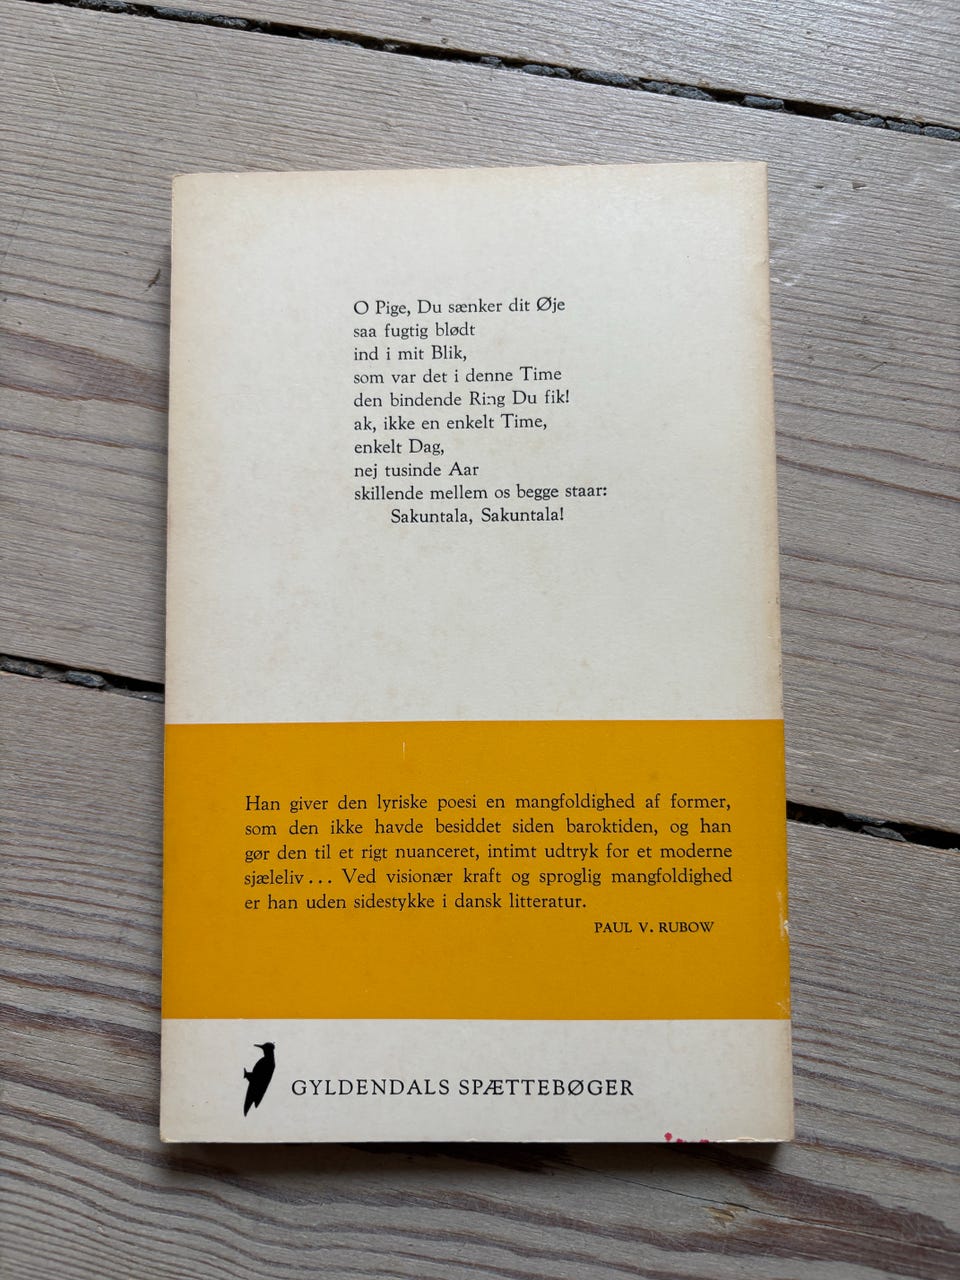 O Pige, Du sænker dit Øje
saa fugtig blødt
ind i mit Blik,
som var det i denne Time
den bindende Ring Du fik!
ak, ikke en enkelt Time,
enkelt Dag,
nej tusinde Aar
skillende mellem os begge staar:
Sakuntala, Sakuntala!
Han giver den lyriske poesi en mangfoldighed af former,
som den ikke havde besiddet siden baroktiden, og han
gør den til et rigt nuanceret, intimt udtryk for et moderne
sjæleliv... Ved visionær kraft og sproglig mangfoldighed
er han uden sidestykke i dansk litteratur.
PAUL V. RUBOW
GYLDENDALS SPÆTTEBØGER